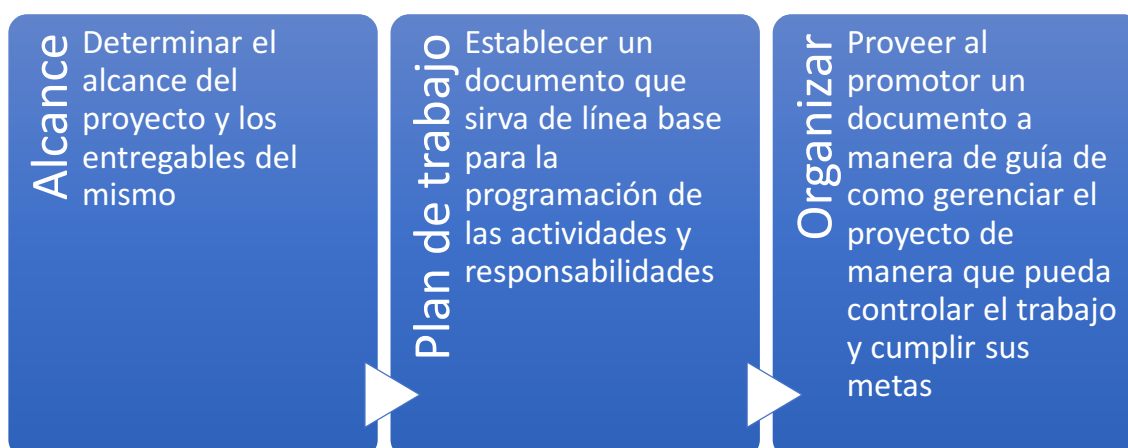 Alcance
Determinar el
alcance del
proyecto y los
entregables del
mismo
Plan de trabajo
Establecer un
documento que
sirva de línea base
para la
programación de
las actividades y
responsabilidades
Organizar
Proveer al
promotor un
documento a
manera de guía de
como gerenciar el
proyecto de
manera que pueda
controlar el trabajo
y cumplir sus
metas